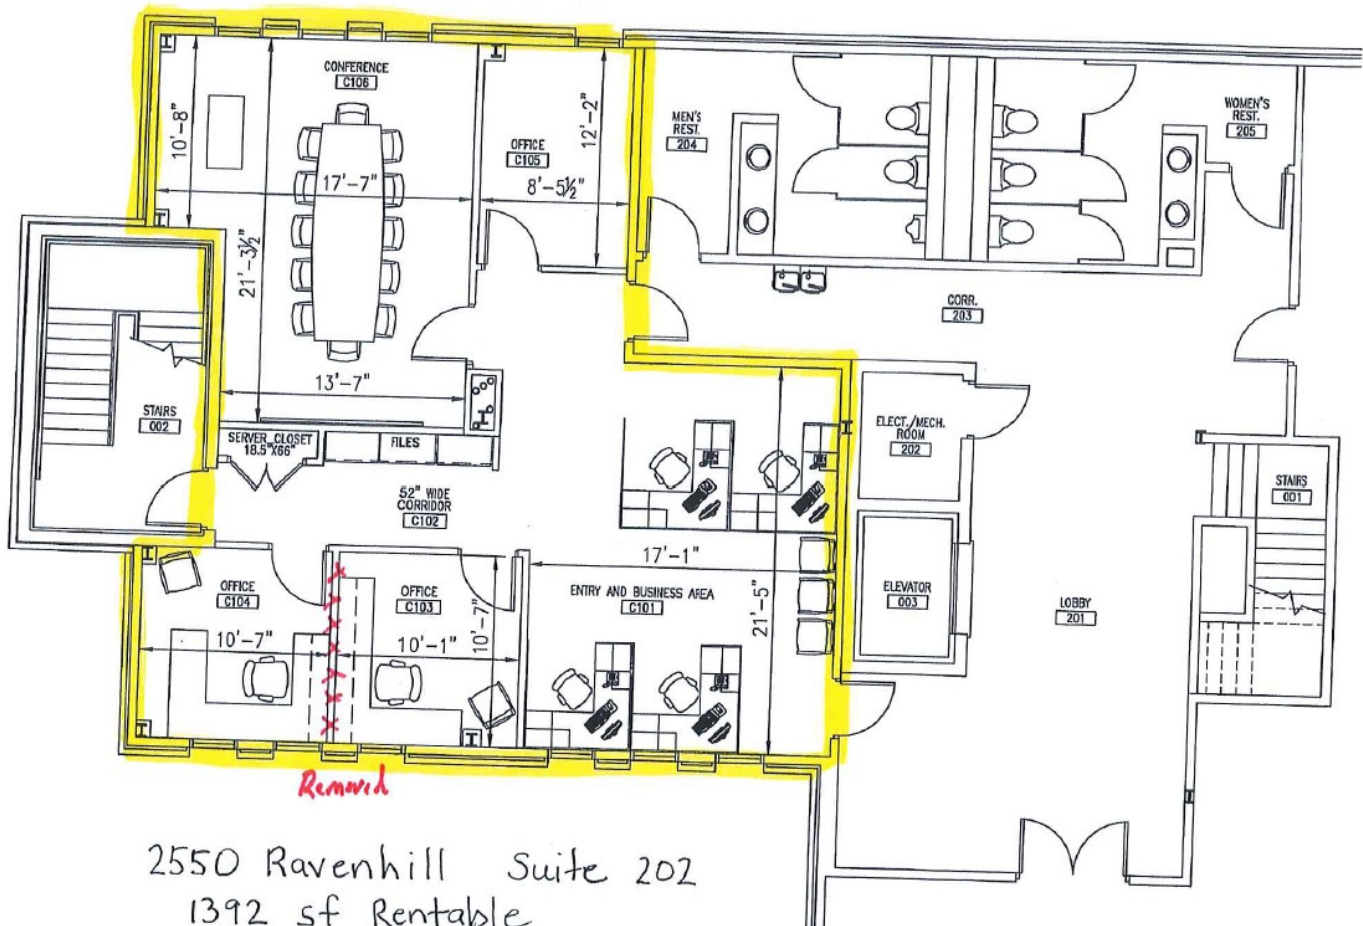 CONFERENCE
C106
10'-8"
17'-7"
21'-3½"
13'-7"
OFFICE
C105
12'-2"
8'-5½"
MEN'S
REST.
204
WOMEN'S
REST.
205
CORR.
203
STAIRS
002
SERVER CLOSET
18.5"X66"
FILES
52" WIDE
CORRIDOR
C102
ELECT./MECH.
ROOM
202
STAIRS
001
OFFICE
C104
10'-7"
OFFICE
C103
10'-1"
10'-7"
17'-1"
ENTRY AND BUSINESS AREA
C101
21'-5"
ELEVATOR
003
LOBBY
201
Removed
2550 Ravenhill Suite 202
1392 sf Rentable